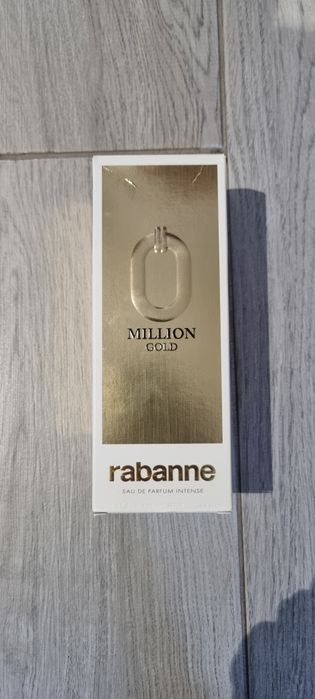 MILLION
GOLD
rabanne
EAU DE PARFUM INTENSE